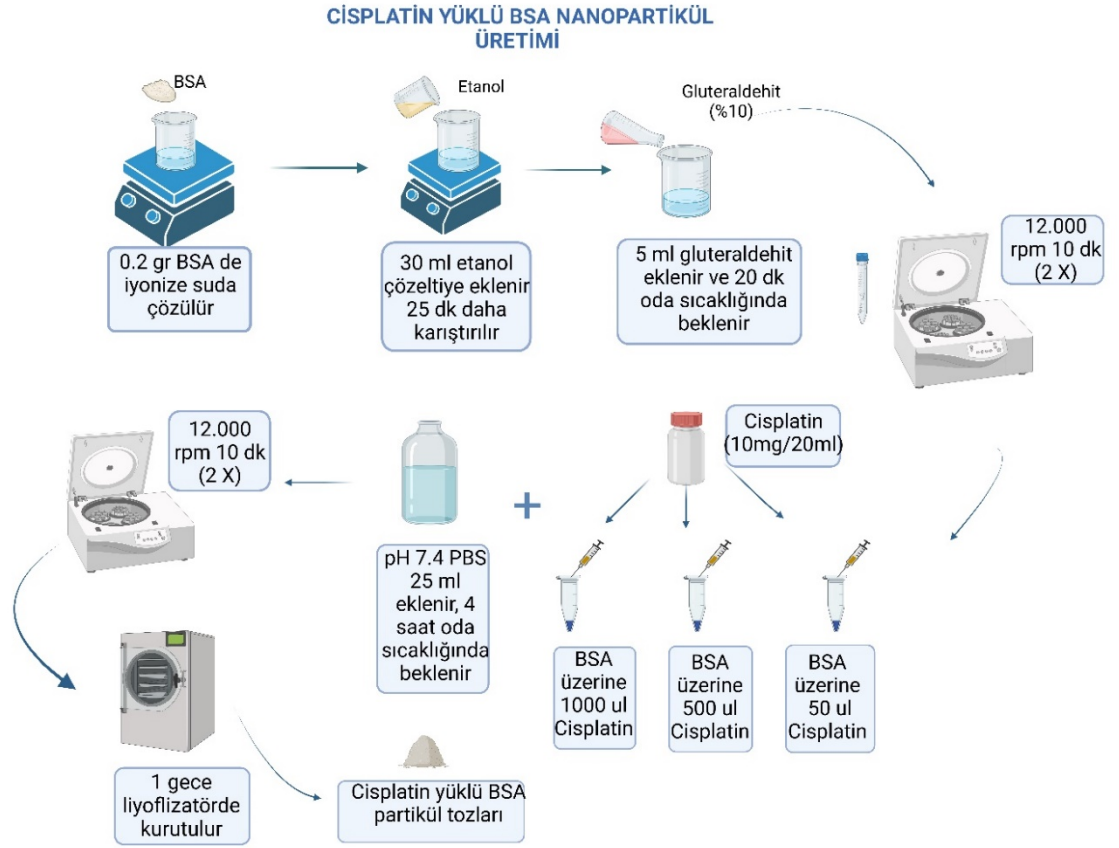 CİSPLATİN YÜKLÜ BSA NANOPARTİKÜL
ÜRETİMİ
BSA
Etanol
Gluteraldehit
(%10)
0.2 gr BSA de
iyonize suda
çözülür
30 ml etanol
çözeltiye eklenir
25 dk daha
karıştırılır
5 ml gluteraldehit
eklenir ve 20 dk
oda sıcaklığında
beklenir
12.000
rpm 10 dk
(2 X)
12.000
rpm 10 dk
(2 X)
pH 7.4 PBS
25 ml
eklenir, 4
saat oda
sıcaklığında
beklenir
+
Cisplatin
(10mg/20ml)
BSA
üzerine
1000 ul
Cisplatin
BSA
üzerine
500 ul
Cisplatin
BSA
üzerine
50 ul
Cisplatin
1 gece
liyoflizatörde
kurutulur
Cisplatin yüklü BSA
partikül tozları